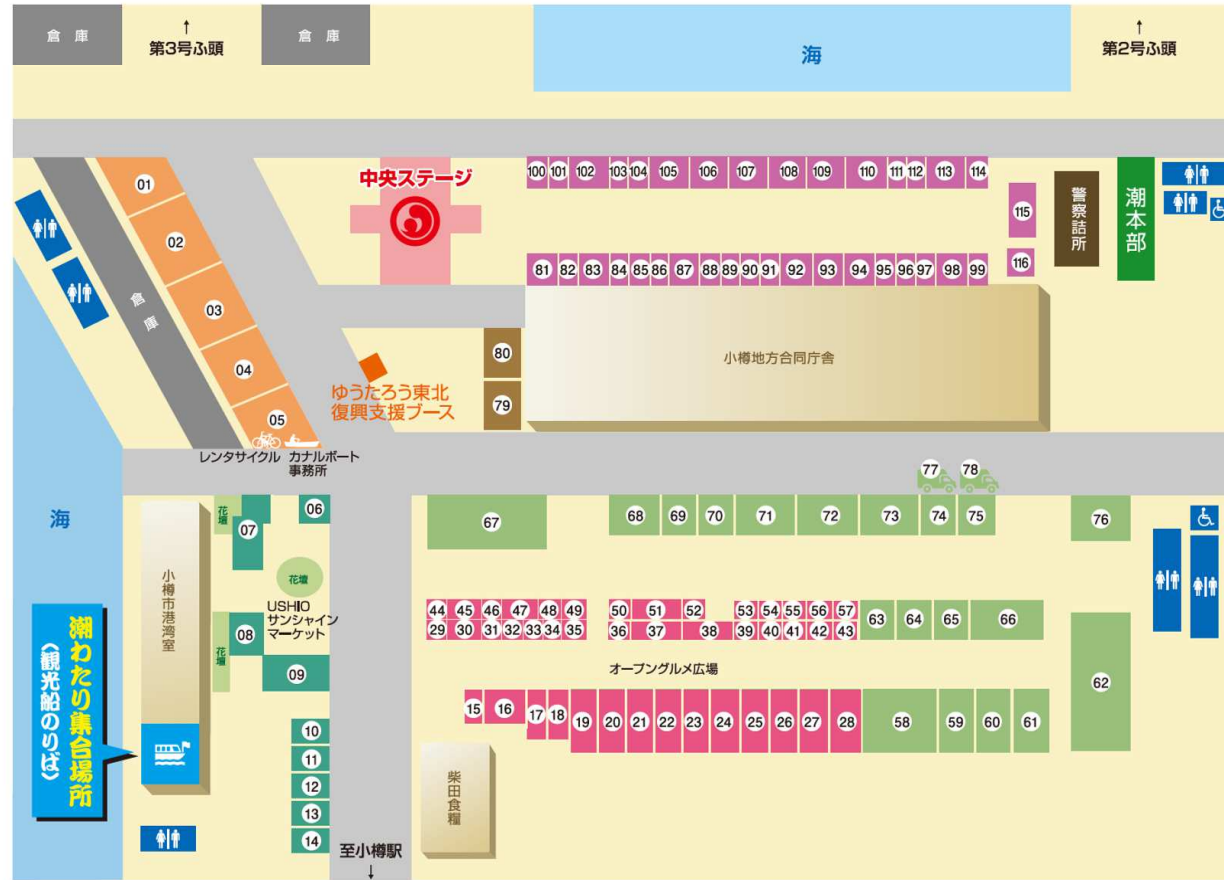 倉庫
↑
第3号ふ頭
倉庫
海
↑
第2号ふ頭
中央ステージ
100 101 102 103 104 105 106 107 108 109 110 111 112 113 114
115
116
警察詰所
潮本部
01
02
03
04
05
倉庫
81 82 83 84 85 86 87 88 89 90 91 92 93 94 95 96 97 98 99
小樽地方合同庁舎
80
79
ゆうたろう東北
復興支援ブース
レンタサイクル カナルボート
事務所
77 78
海
小樽市港湾室
花壇
07
06
花壇
USHIO
サンシャイン
マーケット
08
花壇
09
10
11
12
13
14
潮わたり集合場所
〈観光船のりば〉
67
68 69 70 71 72 73 74 75
76
44 45 46 47 48 49
29 30 31 32 33 34 35
50 51 52
36 37 38
53 54 55 56 57
39 40 41 42 43
63 64 65 66
62
オープングルメ広場
15 16 17 18 19 20 21 22 23 24 25 26 27 28
58 59 60 61
柴田食糧
至小樽駅
↓